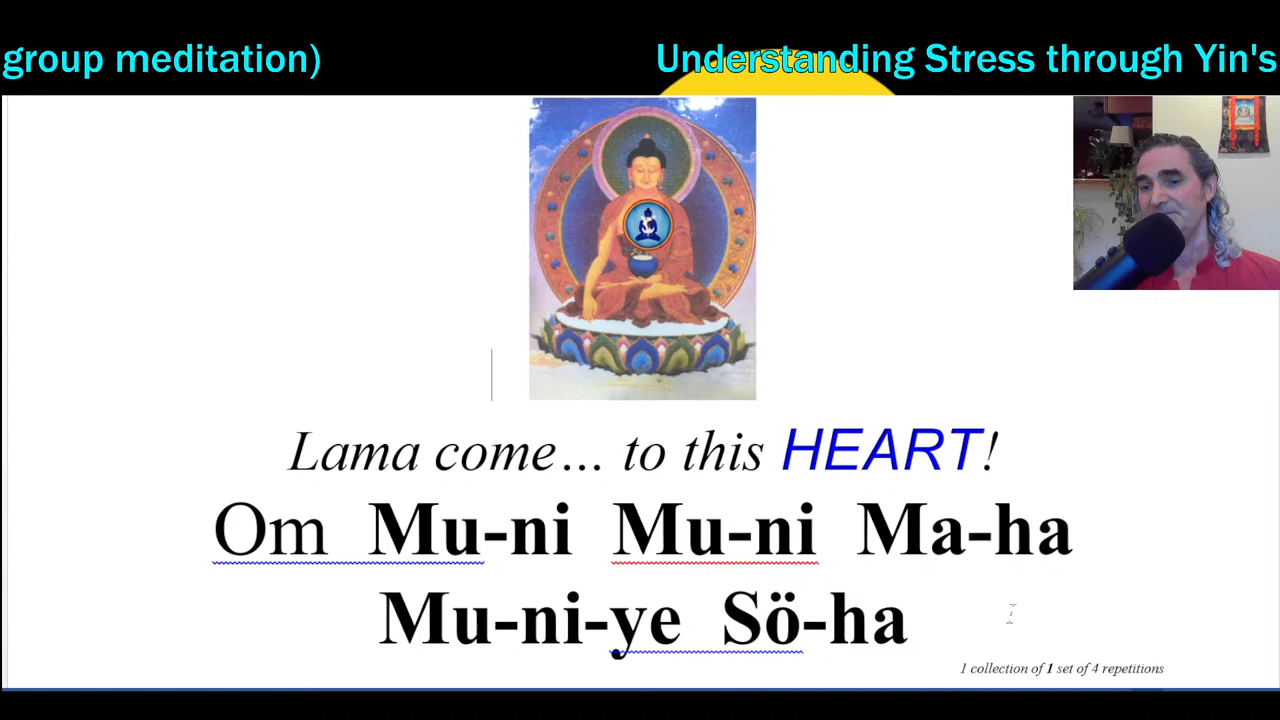 group meditation) Understanding Stress through Yin's
Lama come... to this HEART!
Om Mu-ni Mu-ni Ma-ha
Mu-ni-ye Sö-ha
1 collection of 1 set of 4 repetitions